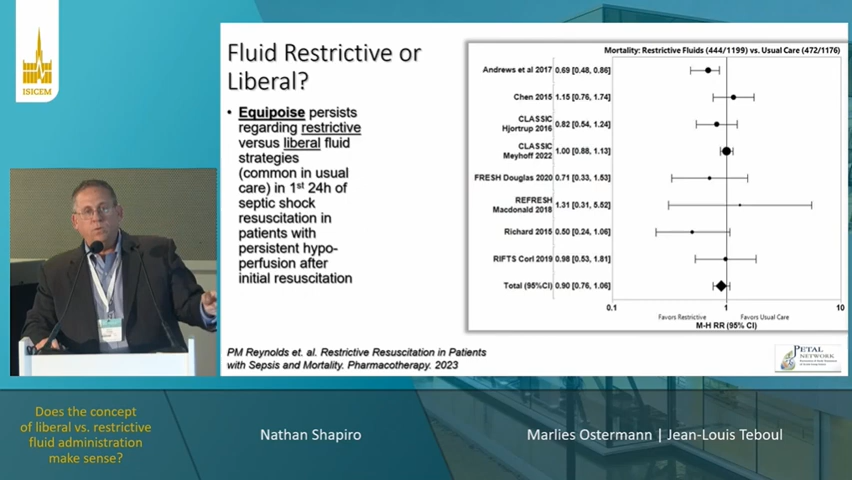 ISICEM
Fluid Restrictive or
Liberal?
• Equipoise persists
regarding restrictive
versus liberal fluid
strategies
(common in usual
care) in 1st 24h of
septic shock
resuscitation in
patients with
persistent hypo-
perfusion after
initial resuscitation
Mortality: Restrictive Fluids (444/1199) vs. Usual Care (472/1176)
Andrews et al 2017 0.69 [0.48, 0.86]
Chen 2015 1.15 [0.76, 1.74]
CLASSIC
Hjortrup 2016 0.82 [0.54, 1.24]
CLASSIC
Meyhoff 2022 1.00 [0.88, 1.13]
FRESH Douglas 2020 0.71 [0.33, 1.53]
REFRESH
Macdonald 2018 1.31 [0.31, 5.52]
Richard 2015 0.50 [0.24, 1.06]
RIFTS Corl 2019 0.98 [0.53, 1.81]
Total (95%CI) 0.90 [0.76, 1.06]
0.1 1 10
Favors Restrictive Favors Usual Care
M-H RR (95% CI)
PM Reynolds et. al. Restrictive Resuscitation in Patients
with Sepsis and Mortality. Pharmacotherapy. 2023
PETAL
NETWORK
Does the concept
of liberal vs. restrictive
fluid administration
make sense?
Nathan Shapiro
Marlies Ostermann | Jean-Louis Teboul